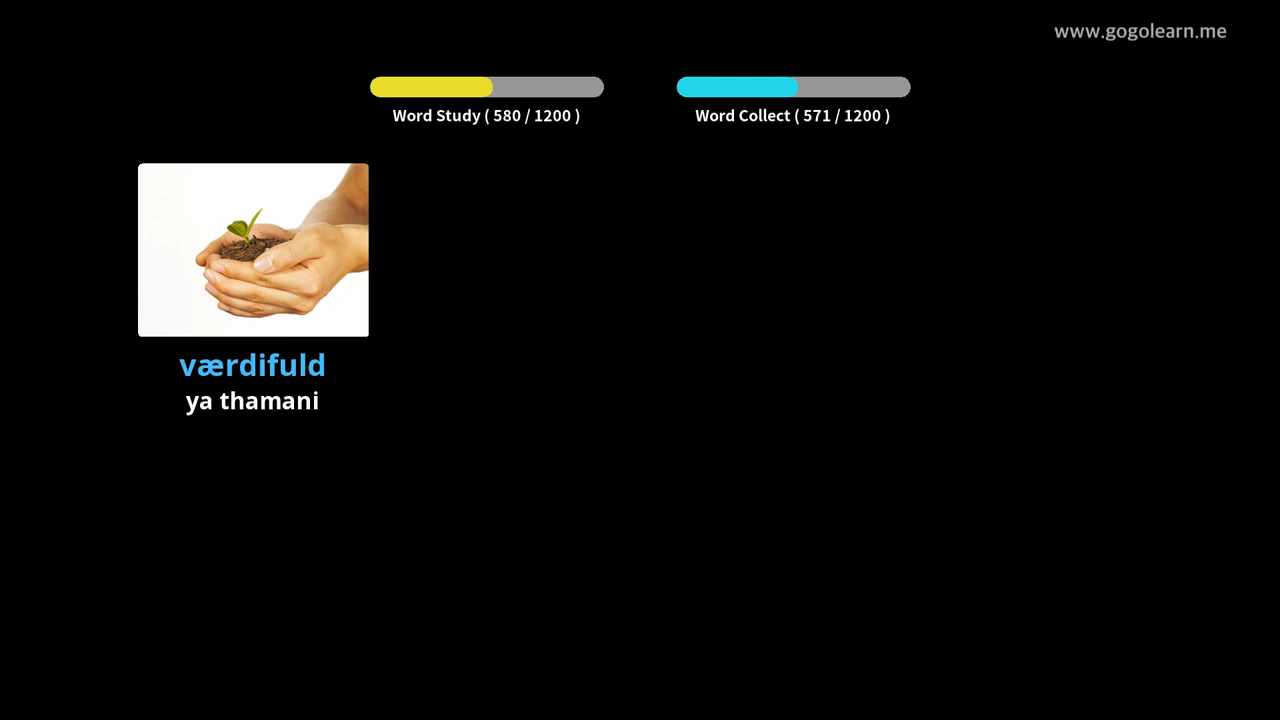 www.gogolearn.me
Word Study ( 580 / 1200 )
Word Collect ( 571 / 1200 )
værdifuld
ya thamani